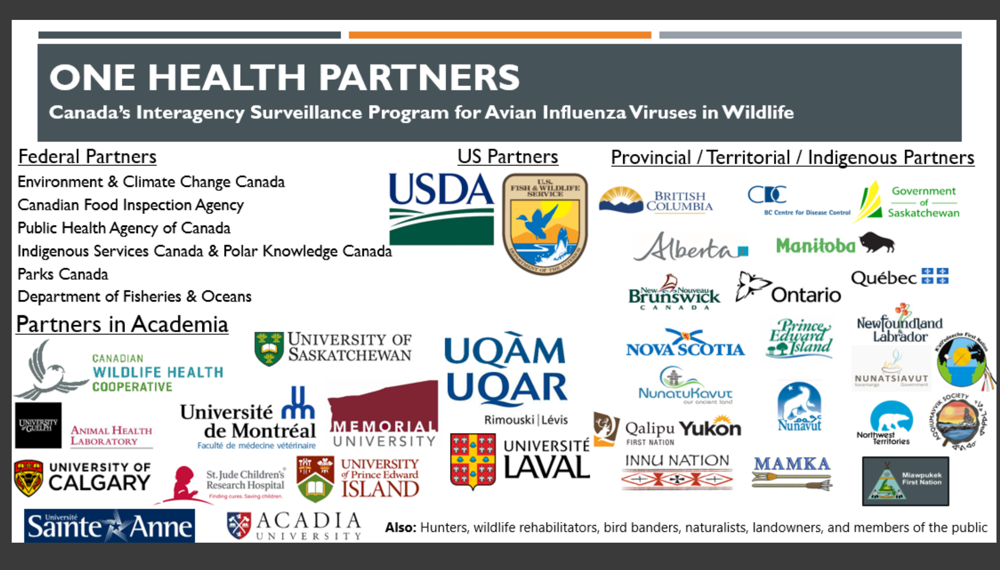 ONE HEALTH PARTNERS
Canada's Interagency Surveillance Program for Avian Influenza Viruses in Wildlife
Federal Partners
Environment & Climate Change Canada
Canadian Food Inspection Agency
Public Health Agency of Canada
Indigenous Services Canada & Polar Knowledge Canada
Parks Canada
Department of Fisheries & Oceans
US Partners
USDA
U.S.
FISH & WILDLIFE
SERVICE
DEPARTMENT OF THE INTERIOR
Provincial / Territorial / Indigenous Partners
BRITISH
COLUMBIA
CDC
BC Centre for Disease Control
Government
of
Saskatchewan
Alberta
Manitoba
New Nouveau
Brunswick
CANADA
Ontario
Québec
NOVA SCOTIA
Prince
Edward
Island
Newfoundland
&
Labrador
K'atl'odeeche First Nation
NUNATUKAVUT
our ancient land
Nunavut
NUNATSIAVUT
kavamanga Government
Qalipu
FIRST NATION
Yukon
Northwest
Territories
AQQIUMAVVIK SOCIETY
INNU NATION
MAMKA
Miawpukek
First Nation
Partners in Academia
CANADIAN
WILDLIFE HEALTH
COOPERATIVE
UNIVERSITY OF
SASKATCHEWAN
UQÀM
UQAR
Rimouski|Lévis
UNIVERSITY
of GUELPH
ANIMAL HEALTH
LABORATORY
Université
de Montréal
Faculté de médecine vétérinaire
MEMORIAL
UNIVERSITY
UNIVERSITÉ
LAVAL
UNIVERSITY OF
CALGARY
St. Jude Children's®
Research Hospital
Finding cures. Saving children.
UNIVERSITY
of Prince Edward
ISLAND
Université
Sainte Anne
ACADIA
UNIVERSITY
Also: Hunters, wildlife rehabilitators, bird banders, naturalists, landowners, and members of the public